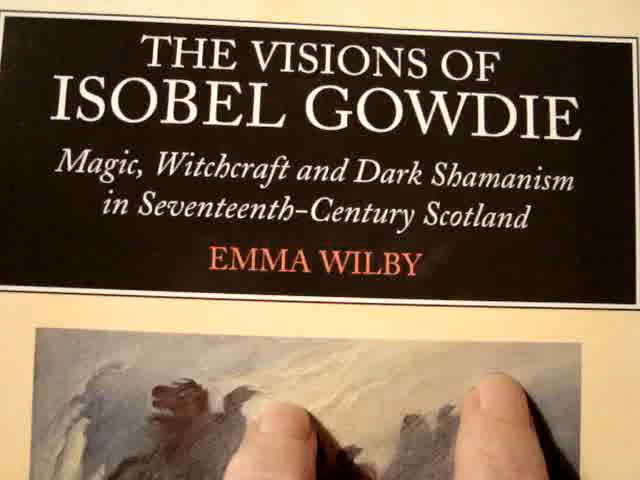 THE VISIONS OF
ISOBEL GOWDIE
Magic, Witchcraft and Dark Shamanism
in Seventeenth-Century Scotland
EMMA WILBY